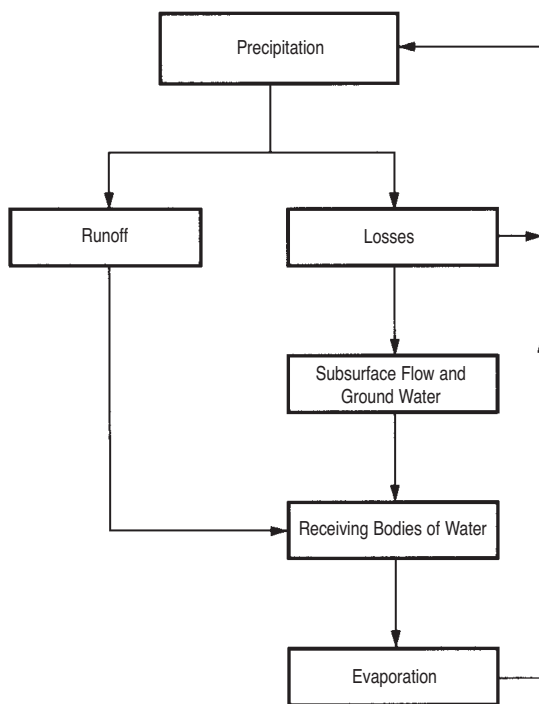 Precipitation
Runoff
Losses
Subsurface Flow and
Ground Water
Receiving Bodies of Water
Evaporation